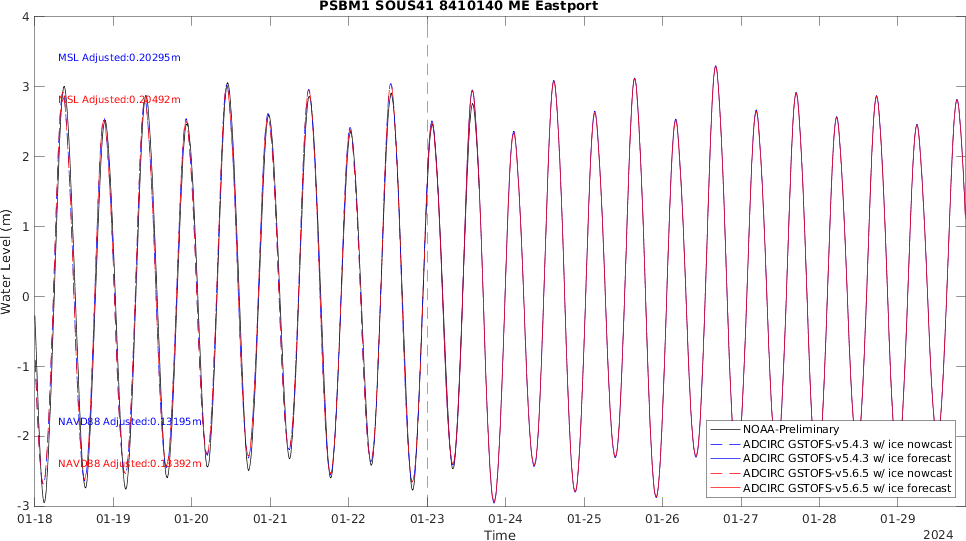 PSBM1 SOUS41 8410140 ME Eastport
4
3
2
1
0
-1
-2
-3
Water Level (m)
MSL Adjusted:0.20295m
MSL Adjusted:0.20492m
NAVD88 Adjusted:0.13195m
NAVD88 Adjusted:0.13392m
NOAA-Preliminary
ADCIRC GSTOFS-v5.4.3 w/ ice nowcast
ADCIRC GSTOFS-v5.4.3 w/ ice forecast
ADCIRC GSTOFS-v5.6.5 w/ ice nowcast
ADCIRC GSTOFS-v5.6.5 w/ ice forecast
01-18 01-19 01-20 01-21 01-22 01-23 01-24 01-25 01-26 01-27 01-28 01-29
Time
2024